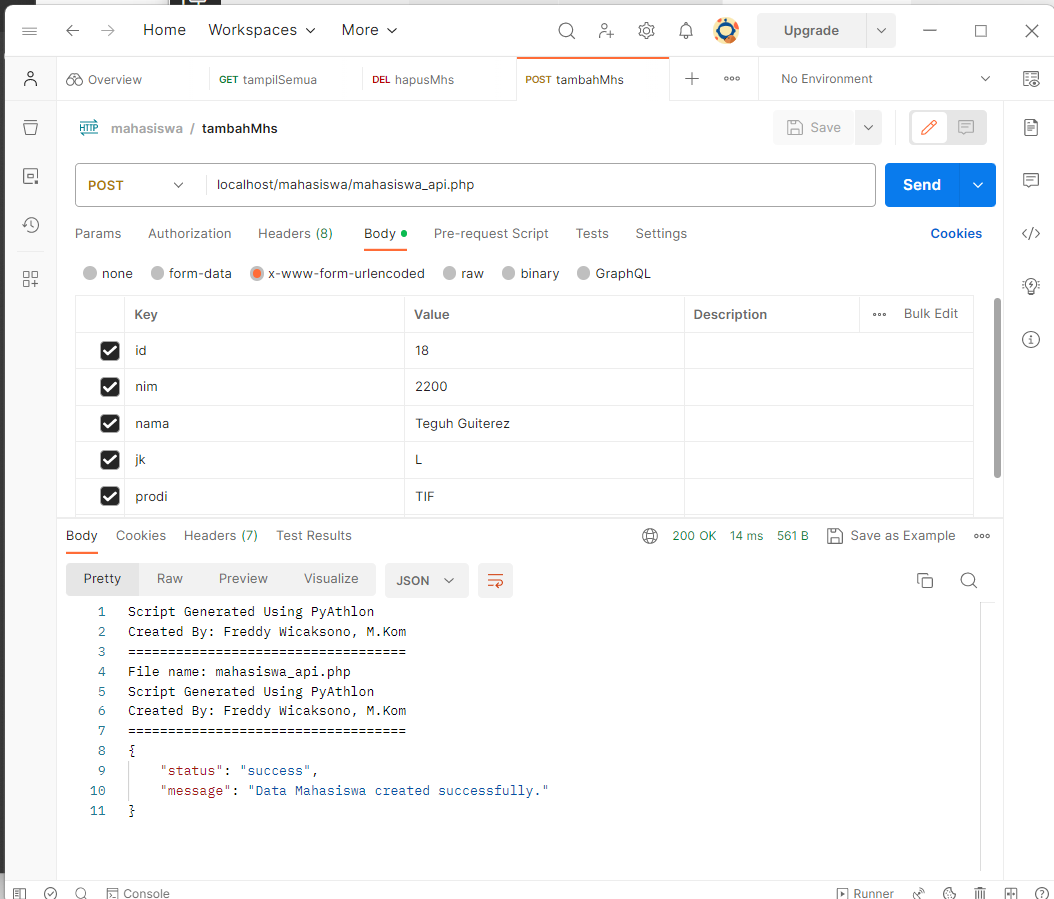 Home Workspaces More Upgrade
Overview GET tampilSemua DEL hapusMhs POST tambahMhs No Environment
HTTP mahasiswa / tambahMhs Save
POST localhost/mahasiswa/mahasiswa_api.php Send
Params Authorization Headers (8) Body Pre-request Script Tests Settings Cookies
none form-data x-www-form-urlencoded raw binary GraphQL
Key Value Description Bulk Edit
id 18
nim 2200
nama Teguh Guiterez
jk L
prodi TIF
Body Cookies Headers (7) Test Results 200 OK 14 ms 561 B Save as Example
Pretty Raw Preview Visualize JSON
1 Script Generated Using PyAthlon
2 Created By: Freddy Wicaksono, M.Kom
3 ===================================
4 File name: mahasiswa_api.php
5 Script Generated Using PyAthlon
6 Created By: Freddy Wicaksono, M.Kom
7 ===================================
8 {
9 "status": "success",
10 "message": "Data Mahasiswa created successfully."
11 }
Console Runner